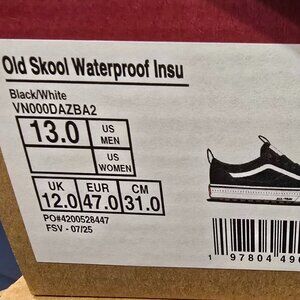 Old Skool Waterproof Insu
Black/White
VN000DAZBA2
13.0 US MEN
US WOMEN
UK EUR CM
12.0 47.0 31.0
PO#4200528447
FSV - 07/25
1 97804 496